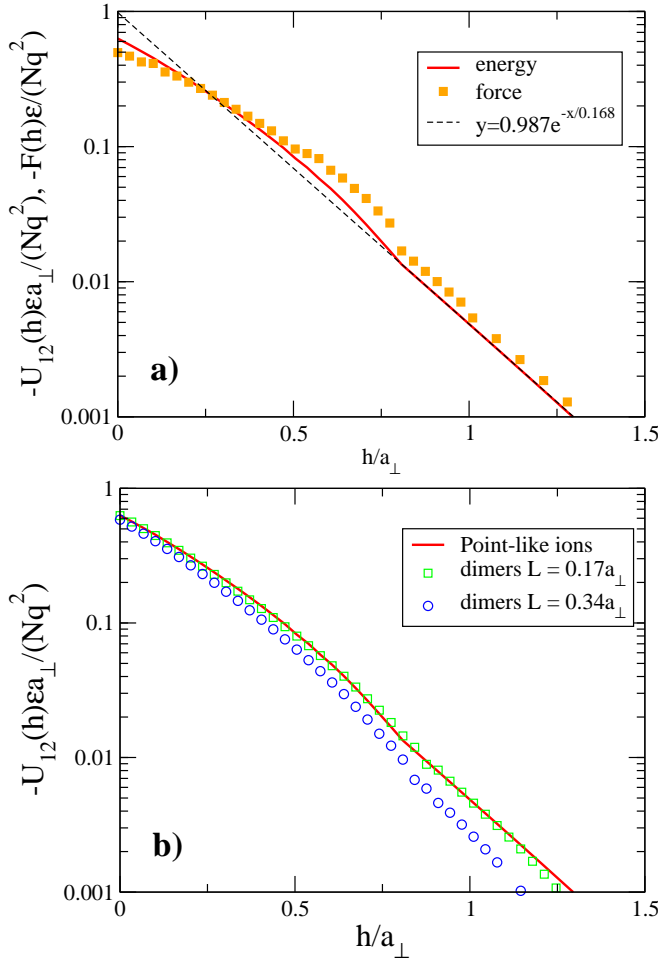 1
0.1
0.01
0.001
-U₁₂(h)εa⊥/(Nq²), -F(h)ε/(Nq²)
energy
force
y=0.987e^-x/0.168
a)
0
0.5
1
1.5
h/a⊥
1
0.1
0.01
0.001
-U₁₂(h)εa⊥/(Nq²)
Point-like ions
dimers L = 0.17a⊥
dimers L = 0.34a⊥
b)
0
0.5
1
1.5
h/a⊥